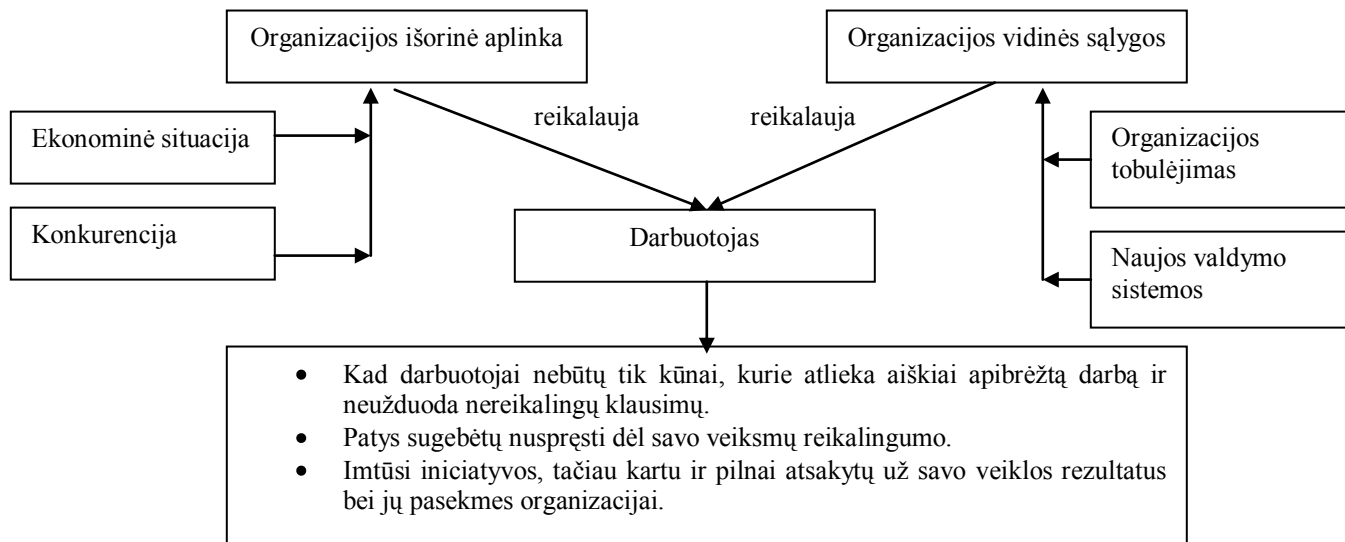 Organizacijos išorinė aplinka
Organizacijos vidinės sąlygos
reikalauja
reikalauja
Ekonominė situacija
Konkurencija
Organizacijos
tobulėjimas
Naujos valdymo
sistemos
Darbuotojas
• Kad darbuotojai nebūtų tik kūnai, kurie atlieka aiškiai apibrėžtą darbą ir
neužduoda nereikalingų klausimų.
• Patys sugebėtų nuspręsti dėl savo veiksmų reikalingumo.
• Imtūsi iniciatyvos, tačiau kartu ir pilnai atsakytų už savo veiklos rezultatus
bei jų pasekmes organizacijai.